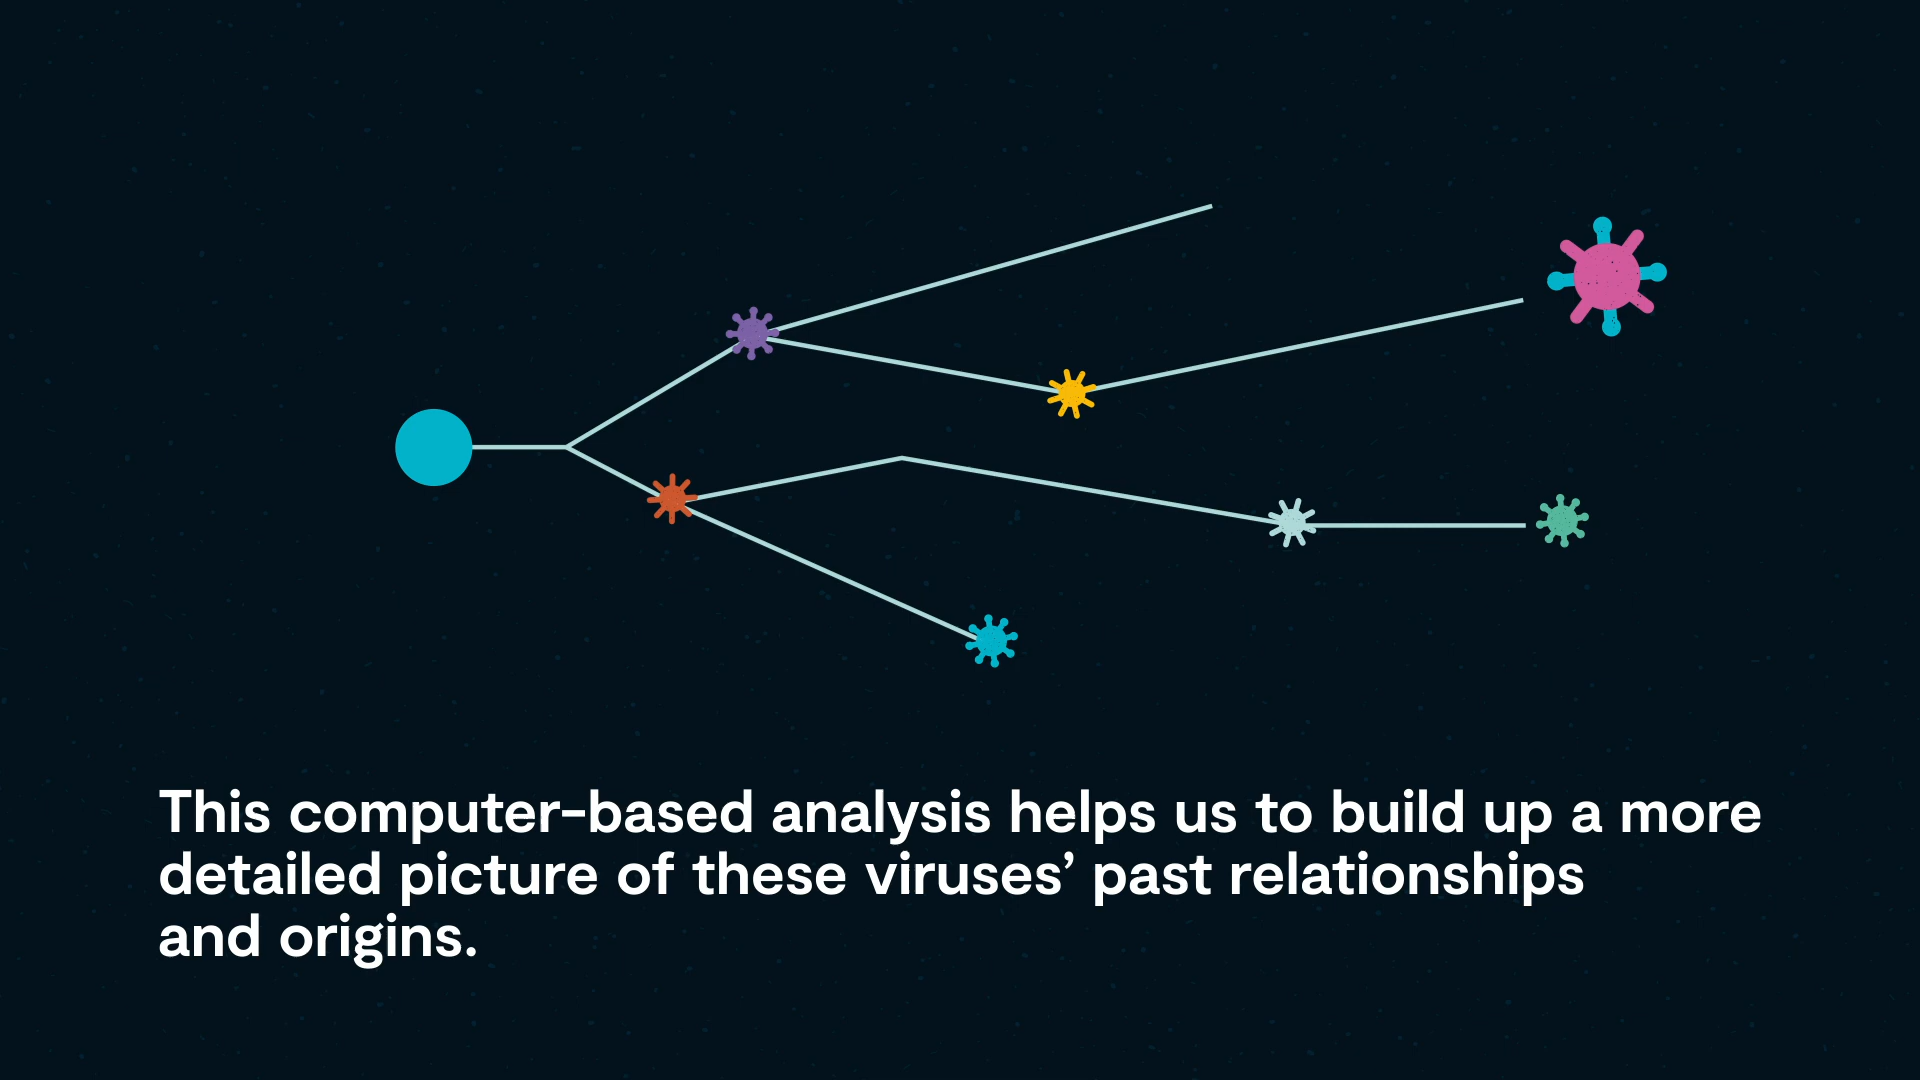 This computer-based analysis helps us to build up a more
detailed picture of these viruses’ past relationships
and origins.